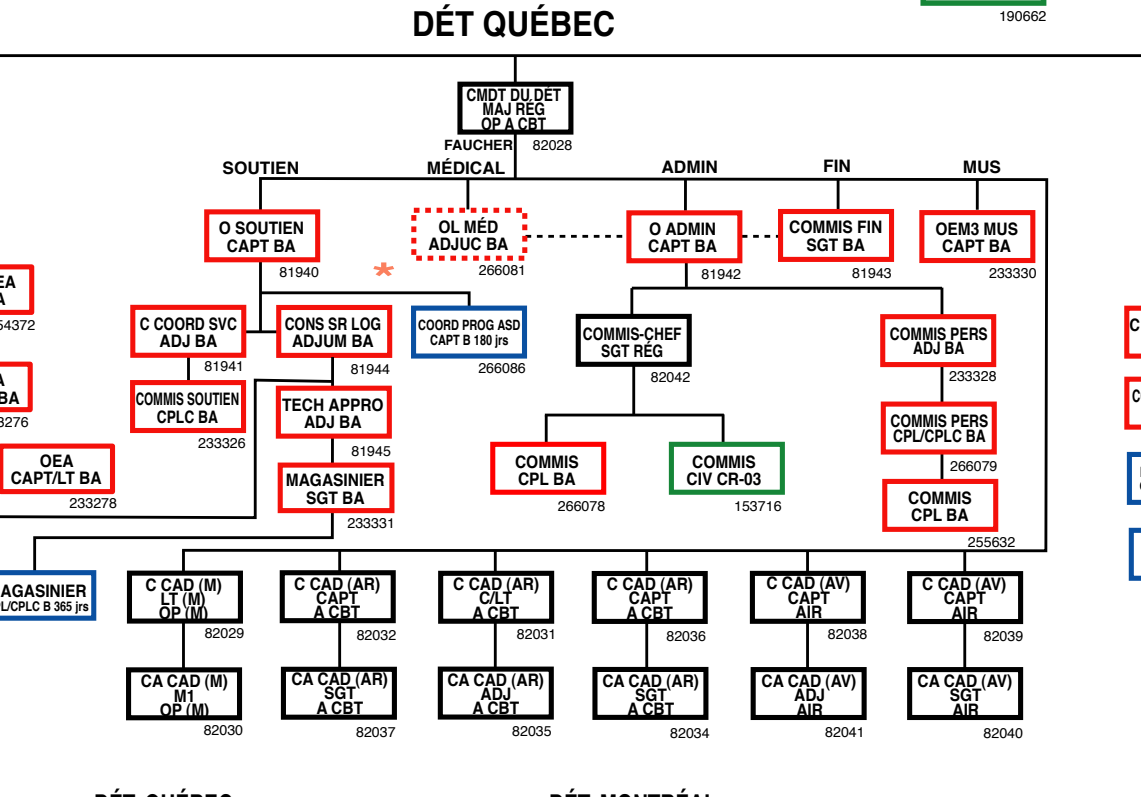 190662
DÉT QUÉBEC
CMDT DU DÉT
MAJ RÉG
OP A CBT
FAUCHER 82028
SOUTIEN MÉDICAL ADMIN FIN MUS
O SOUTIEN
CAPT BA
81940
OL MÉD
ADJUC BA
266081
O ADMIN
CAPT BA
81942
COMMIS FIN
SGT BA
81943
OEM3 MUS
CAPT BA
233330
*
C COORD SVC
ADJ BA
81941
CONS SR LOG
ADJUM BA
81944
COORD PROG ASD
CAPT B 180 jrs
266086
COMMIS-CHEF
SGT RÉG
82042
COMMIS PERS
ADJ BA
233328
COMMIS SOUTIEN
CPLC BA
233326
TECH APPRO
ADJ BA
81945
COMMIS PERS
CPL/CPLC BA
266079
OEA
CAPT/LT BA
233278
MAGASINIER
SGT BA
233331
COMMIS
CPL BA
266078
COMMIS
CIV CR-03
153716
COMMIS
CPL BA
255632
AGASINIER
L/CPLC B 365 jrs
C CAD (M)
LT (M)
OP (M)
82029
C CAD (AR)
CAPT
A CBT
82032
C CAD (AR)
C/LT
A CBT
82031
C CAD (AR)
CAPT
A CBT
82036
C CAD (AV)
CAPT
AIR
82038
C CAD (AV)
CAPT
AIR
82039
CA CAD (M)
M1
OP (M)
82030
CA CAD (AR)
SGT
A CBT
82037
CA CAD (AR)
ADJ
A CBT
82035
CA CAD (AR)
SGT
A CBT
82034
CA CAD (AV)
ADJ
AIR
82041
CA CAD (AV)
SGT
AIR
82040
DÉT QUÉBEC DÉT MONTRÉAL